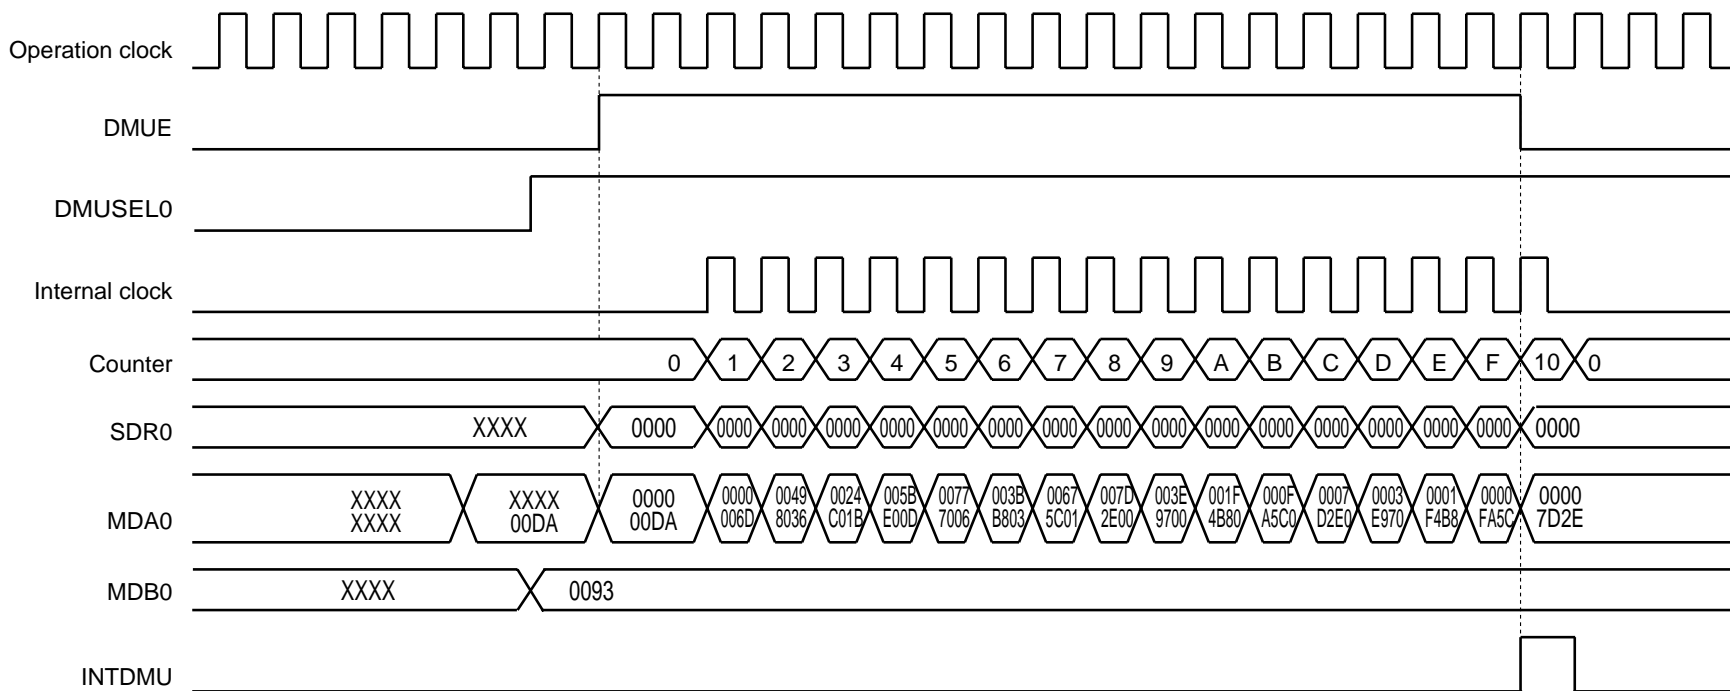 Operation clock
DMUE
DMUSEL0
Internal clock
Counter 0 1 2 3 4 5 6 7 8 9 A B C D E F 10 0
SDR0 XXXX 0000 0000 0000 0000 0000 0000 0000 0000 0000 0000 0000 0000 0000 0000 0000 0000 0000
XXXX XXXX 0000 0000 0049 0024 005B 0077 003B 0067 007D 003E 001F 000F 0007 0003 0001 0000 0000
MDA0 XXXX 00DA 00DA 006D 8036 C01B E00D 7006 B803 5C01 2E00 9700 4B80 A5C0 D2E0 E970 F4B8 FA5C 7D2E
MDB0 XXXX 0093
INTDMU